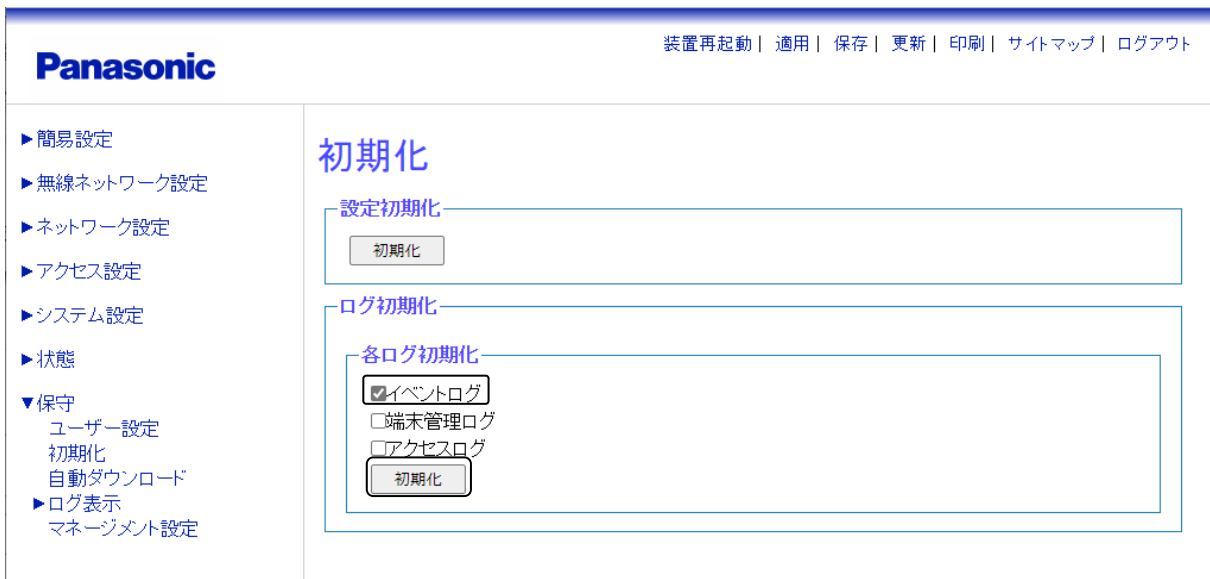 装置再起動｜ 適用｜ 保存｜ 更新｜ 印刷｜ サイトマップ｜ ログアウト
Panasonic
▶簡易設定
▶無線ネットワーク設定
▶ネットワーク設定
▶アクセス設定
▶システム設定
▶状態
▼保守
ユーザー設定
初期化
自動ダウンロード
▶ログ表示
マネージメント設定
初期化
設定初期化
初期化
ログ初期化
各ログ初期化
イベントログ
端末管理ログ
アクセスログ
初期化